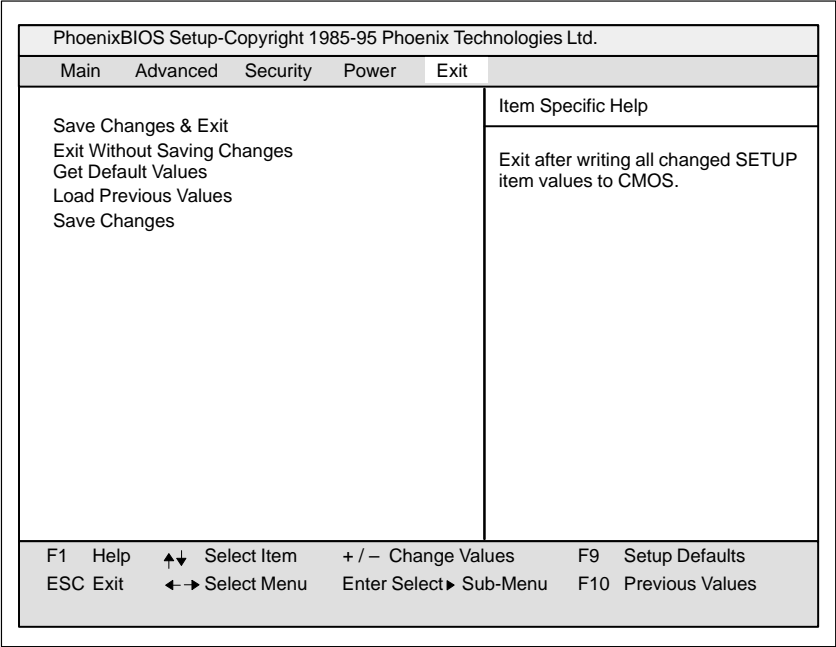 PhoenixBIOS Setup-Copyright 1985-95 Phoenix Technologies Ltd.
Main Advanced Security Power Exit
Save Changes & Exit
Exit Without Saving Changes
Get Default Values
Load Previous Values
Save Changes
Item Specific Help
Exit after writing all changed SETUP
item values to CMOS.
F1 Help Select Item + / – Change Values F9 Setup Defaults
ESC Exit Select Menu Enter Select Sub-Menu F10 Previous Values